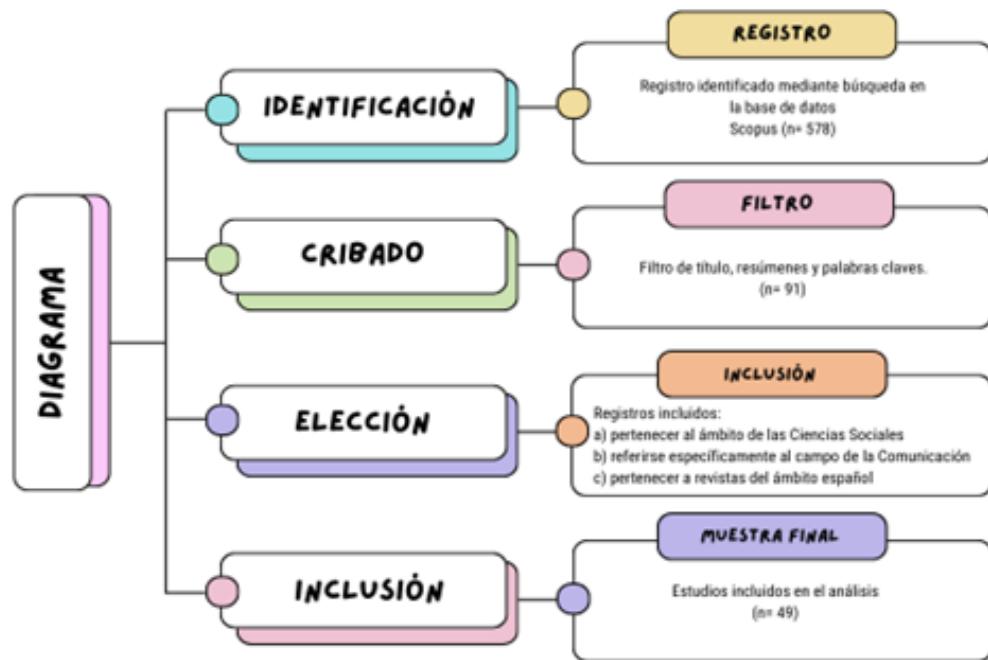 DIAGRAMA
IDENTIFICACIÓN
REGISTRO
Registro identificado mediante búsqueda en
la base de datos
Scopus (n= 578)
CRIBADO
FILTRO
Filtro de título, resúmenes y palabras claves.
(n= 91)
ELECCIÓN
INCLUSIÓN
Registros incluidos:
a) pertenecer al ámbito de las Ciencias Sociales
b) referirse específicamente al campo de la Comunicación
c) pertenecer a revistas del ámbito español
INCLUSIÓN
MUESTRA FINAL
Estudios incluidos en el análisis
(n= 49)